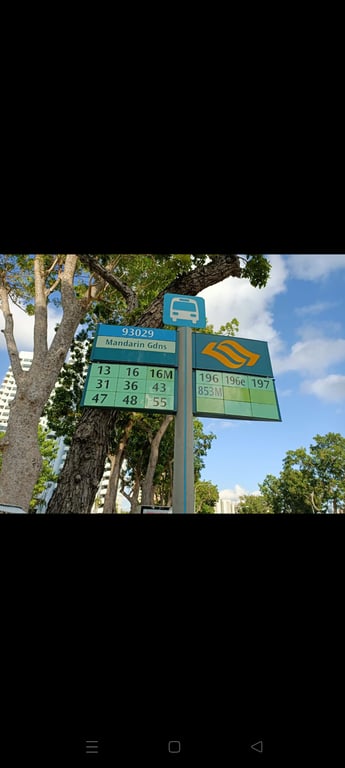 93029
Mandarin Gdns
13 16 16M
31 36 43
47 48 55
196 196e 197
853M